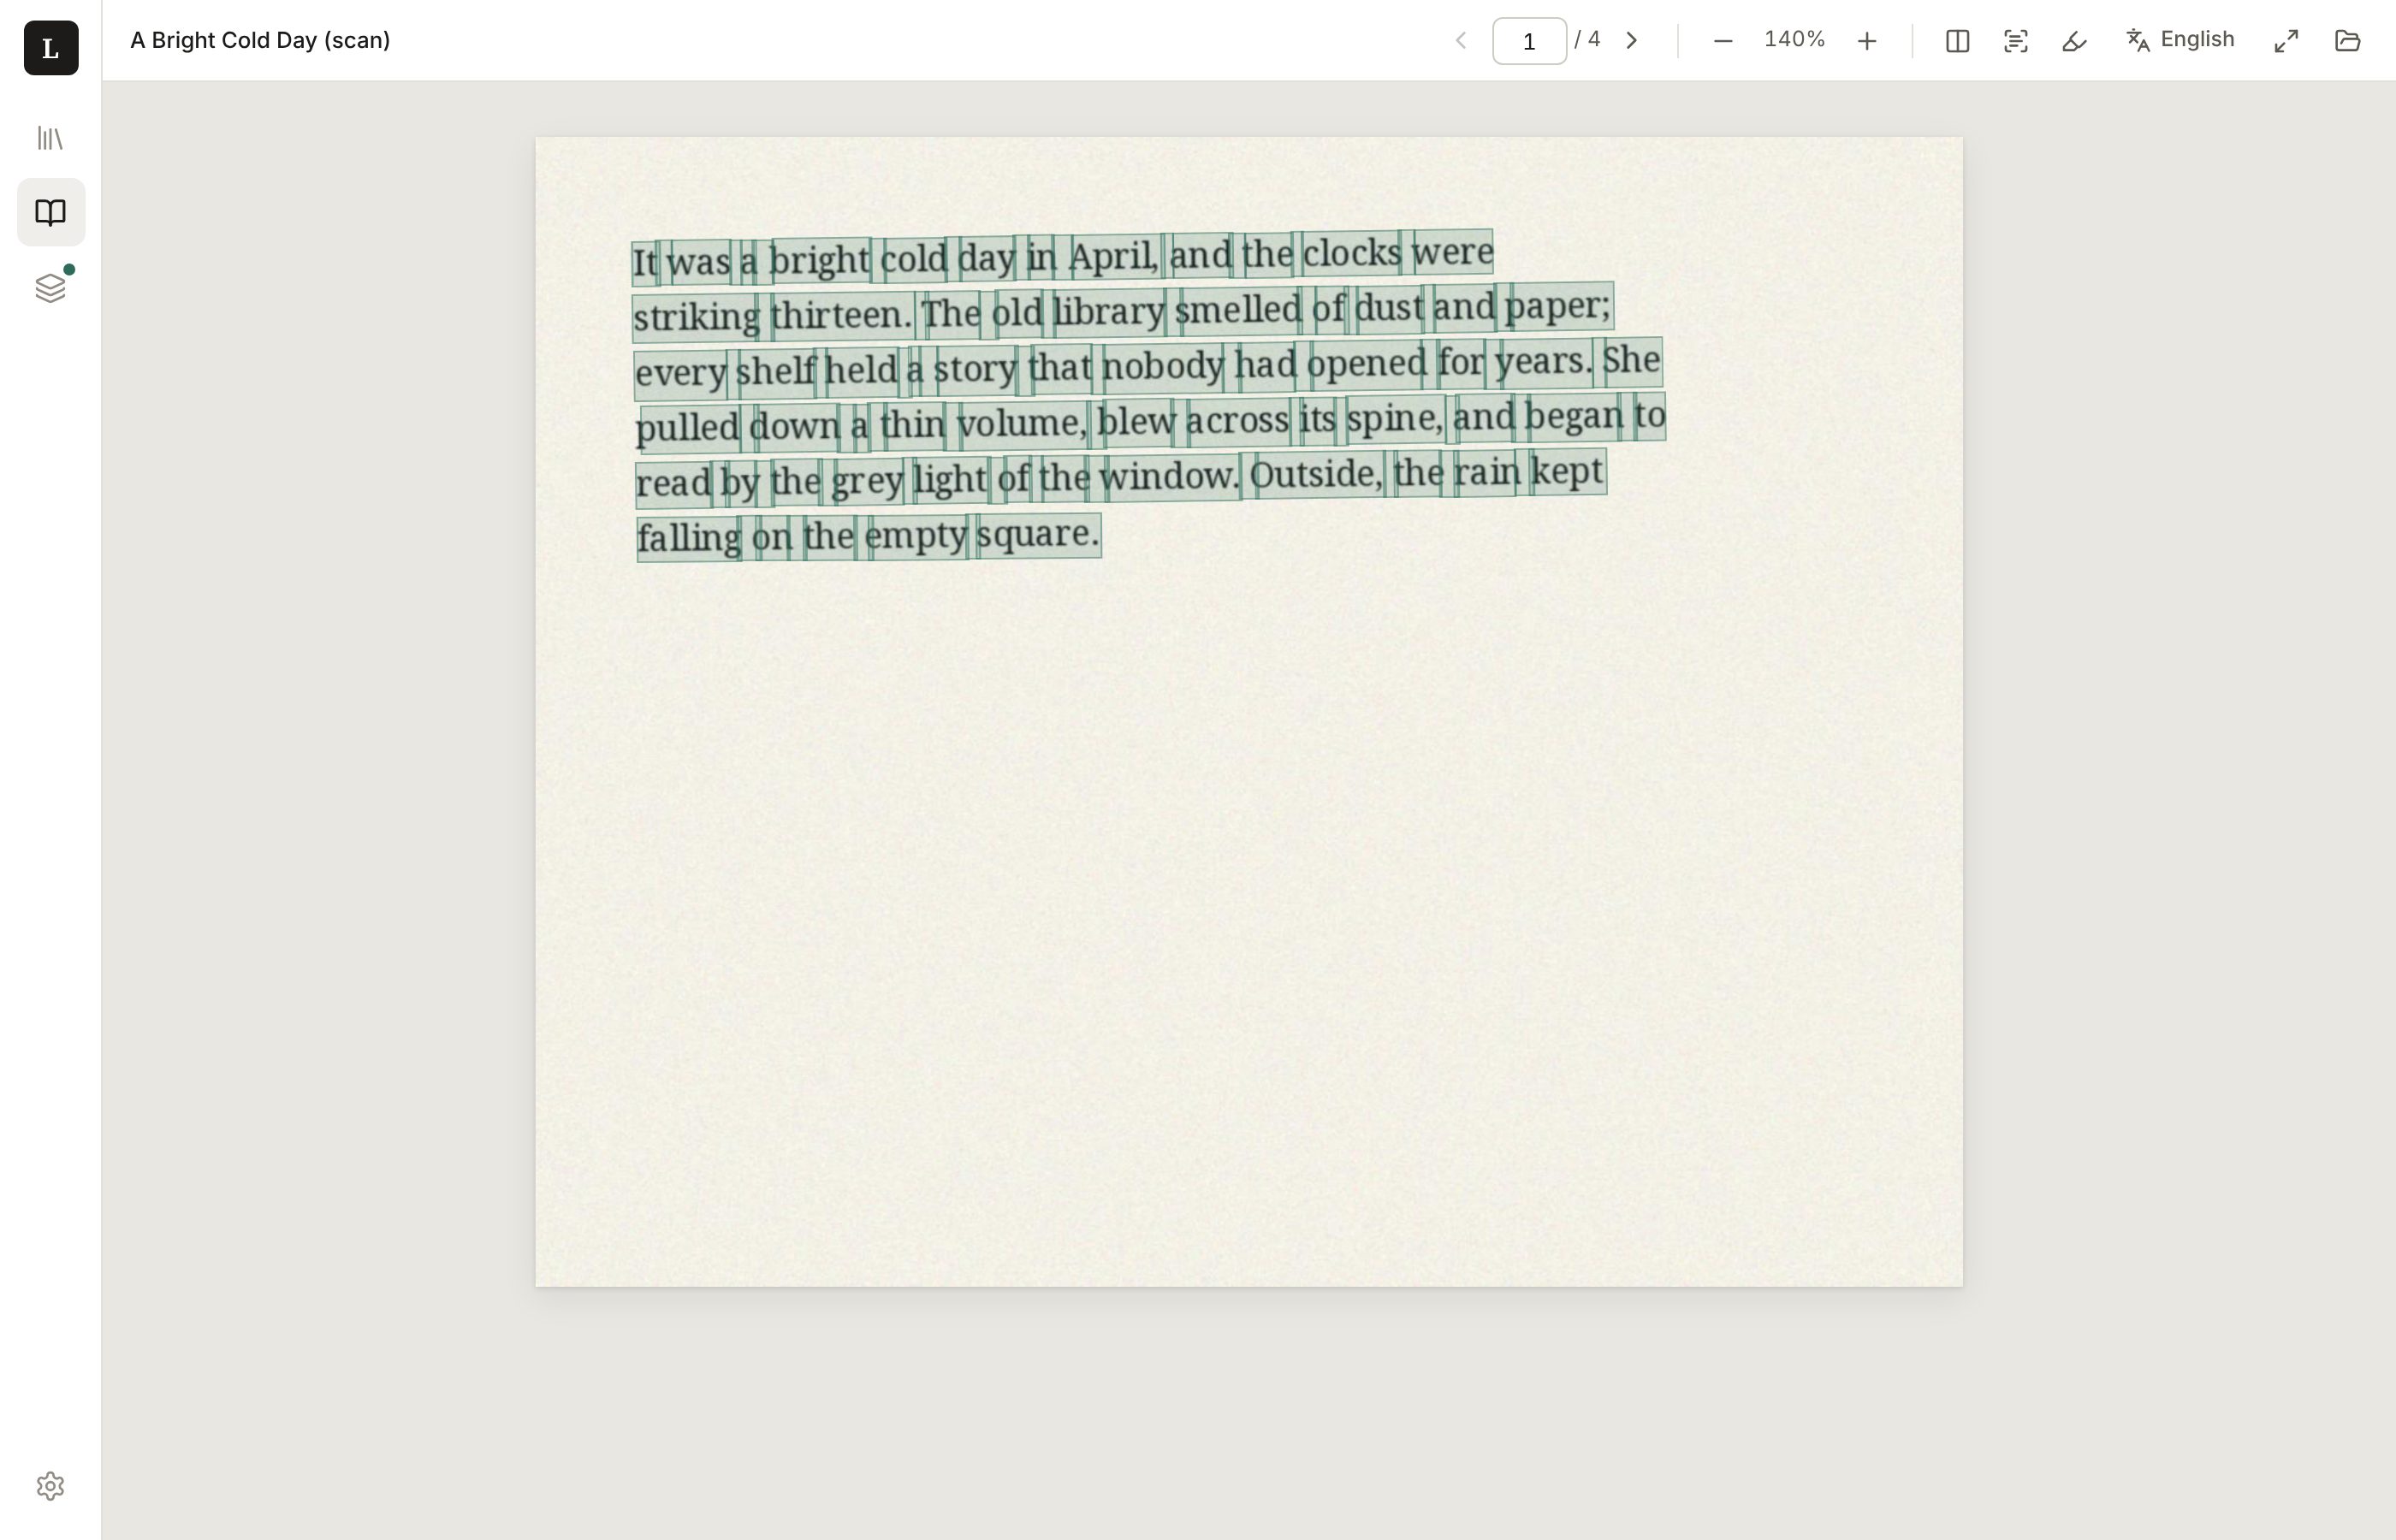 L
A Bright Cold Day (scan)
1 / 4
140%
English
It was a bright cold day in April, and the clocks were
striking thirteen. The old library smelled of dust and paper;
every shelf held a story that nobody had opened for years. She
pulled down a thin volume, blew across its spine, and began to
read by the grey light of the window. Outside, the rain kept
falling on the empty square.